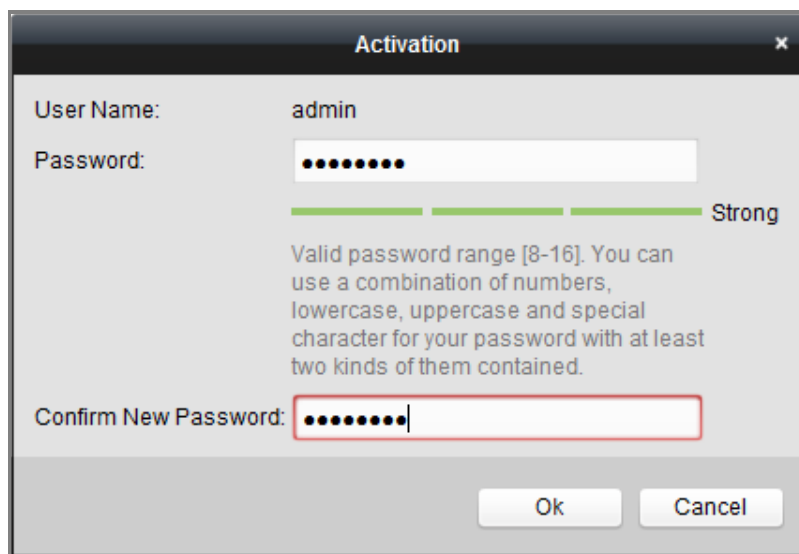 Activation
User Name: admin
Password: ••••••••
Strong
Valid password range [8-16]. You can
use a combination of numbers,
lowercase, uppercase and special
character for your password with at least
two kinds of them contained.
Confirm New Password: ••••••••
Ok Cancel